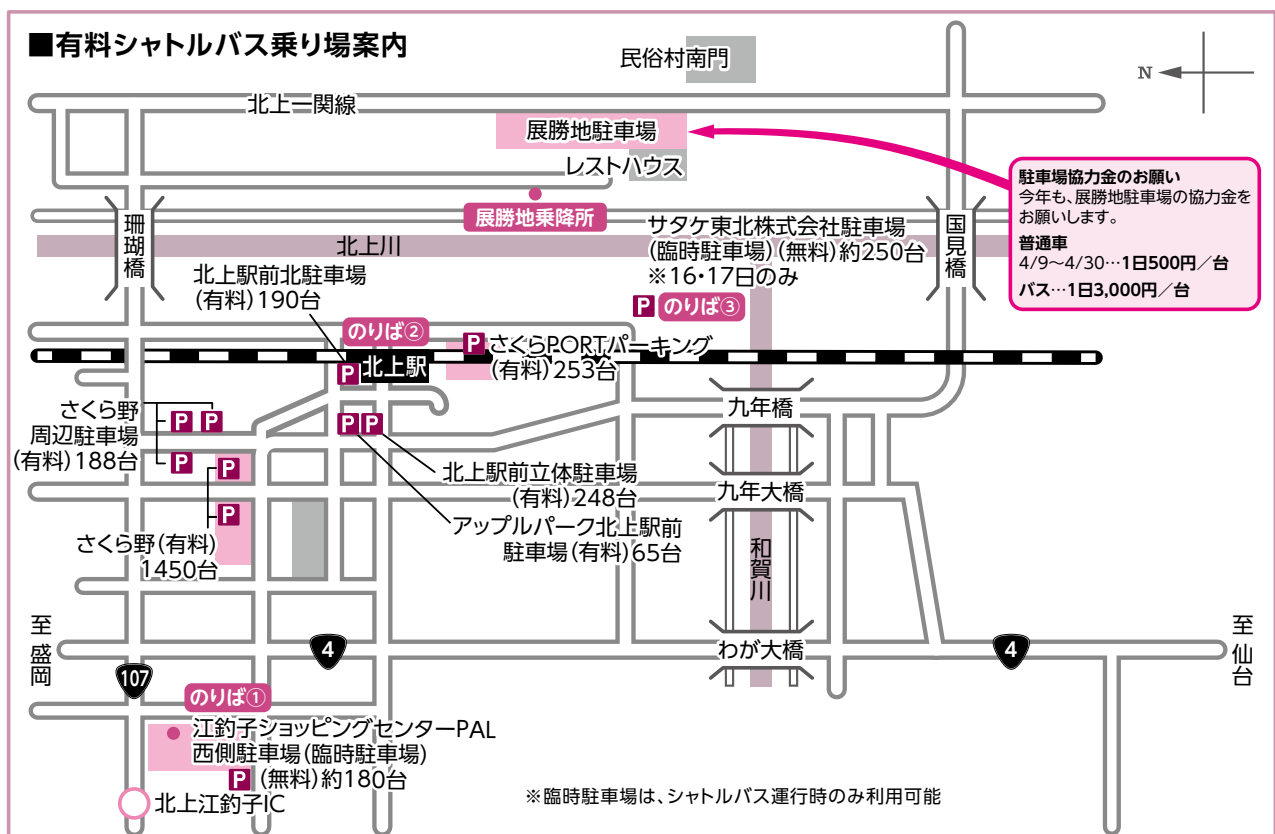 ■有料シャトルバス乗り場案内
民俗村南門
N
北上一関線
展勝地駐車場
レストハウス
駐車場協力金のお願い
今年も、展勝地駐車場の協力金を
お願いします。
普通車
4/9〜4/30…1日500円／台
バス…1日3,000円／台
展勝地乗降所
珊瑚橋
北上川
国見橋
サタケ東北株式会社駐車場
(臨時駐車場)(無料)約250台
※16・17日のみ
P のりば③
北上駅前北駐車場
(有料)190台
のりば②
P 北上駅
P さくらPORTパーキング
(有料)253台
さくら野
周辺駐車場
(有料)188台
P P
P
P P
九年橋
北上駅前立体駐車場
(有料)248台
アップルパーク北上駅前
駐車場(有料)65台
九年大橋
P
P
さくら野(有料)
1450台
和賀川
至 盛岡
4
わが大橋
4
至 仙台
107
のりば①
江釣子ショッピングセンターPAL
西側駐車場(臨時駐車場)
P (無料)約180台
北上江釣子IC
※臨時駐車場は、シャトルバス運行時のみ利用可能